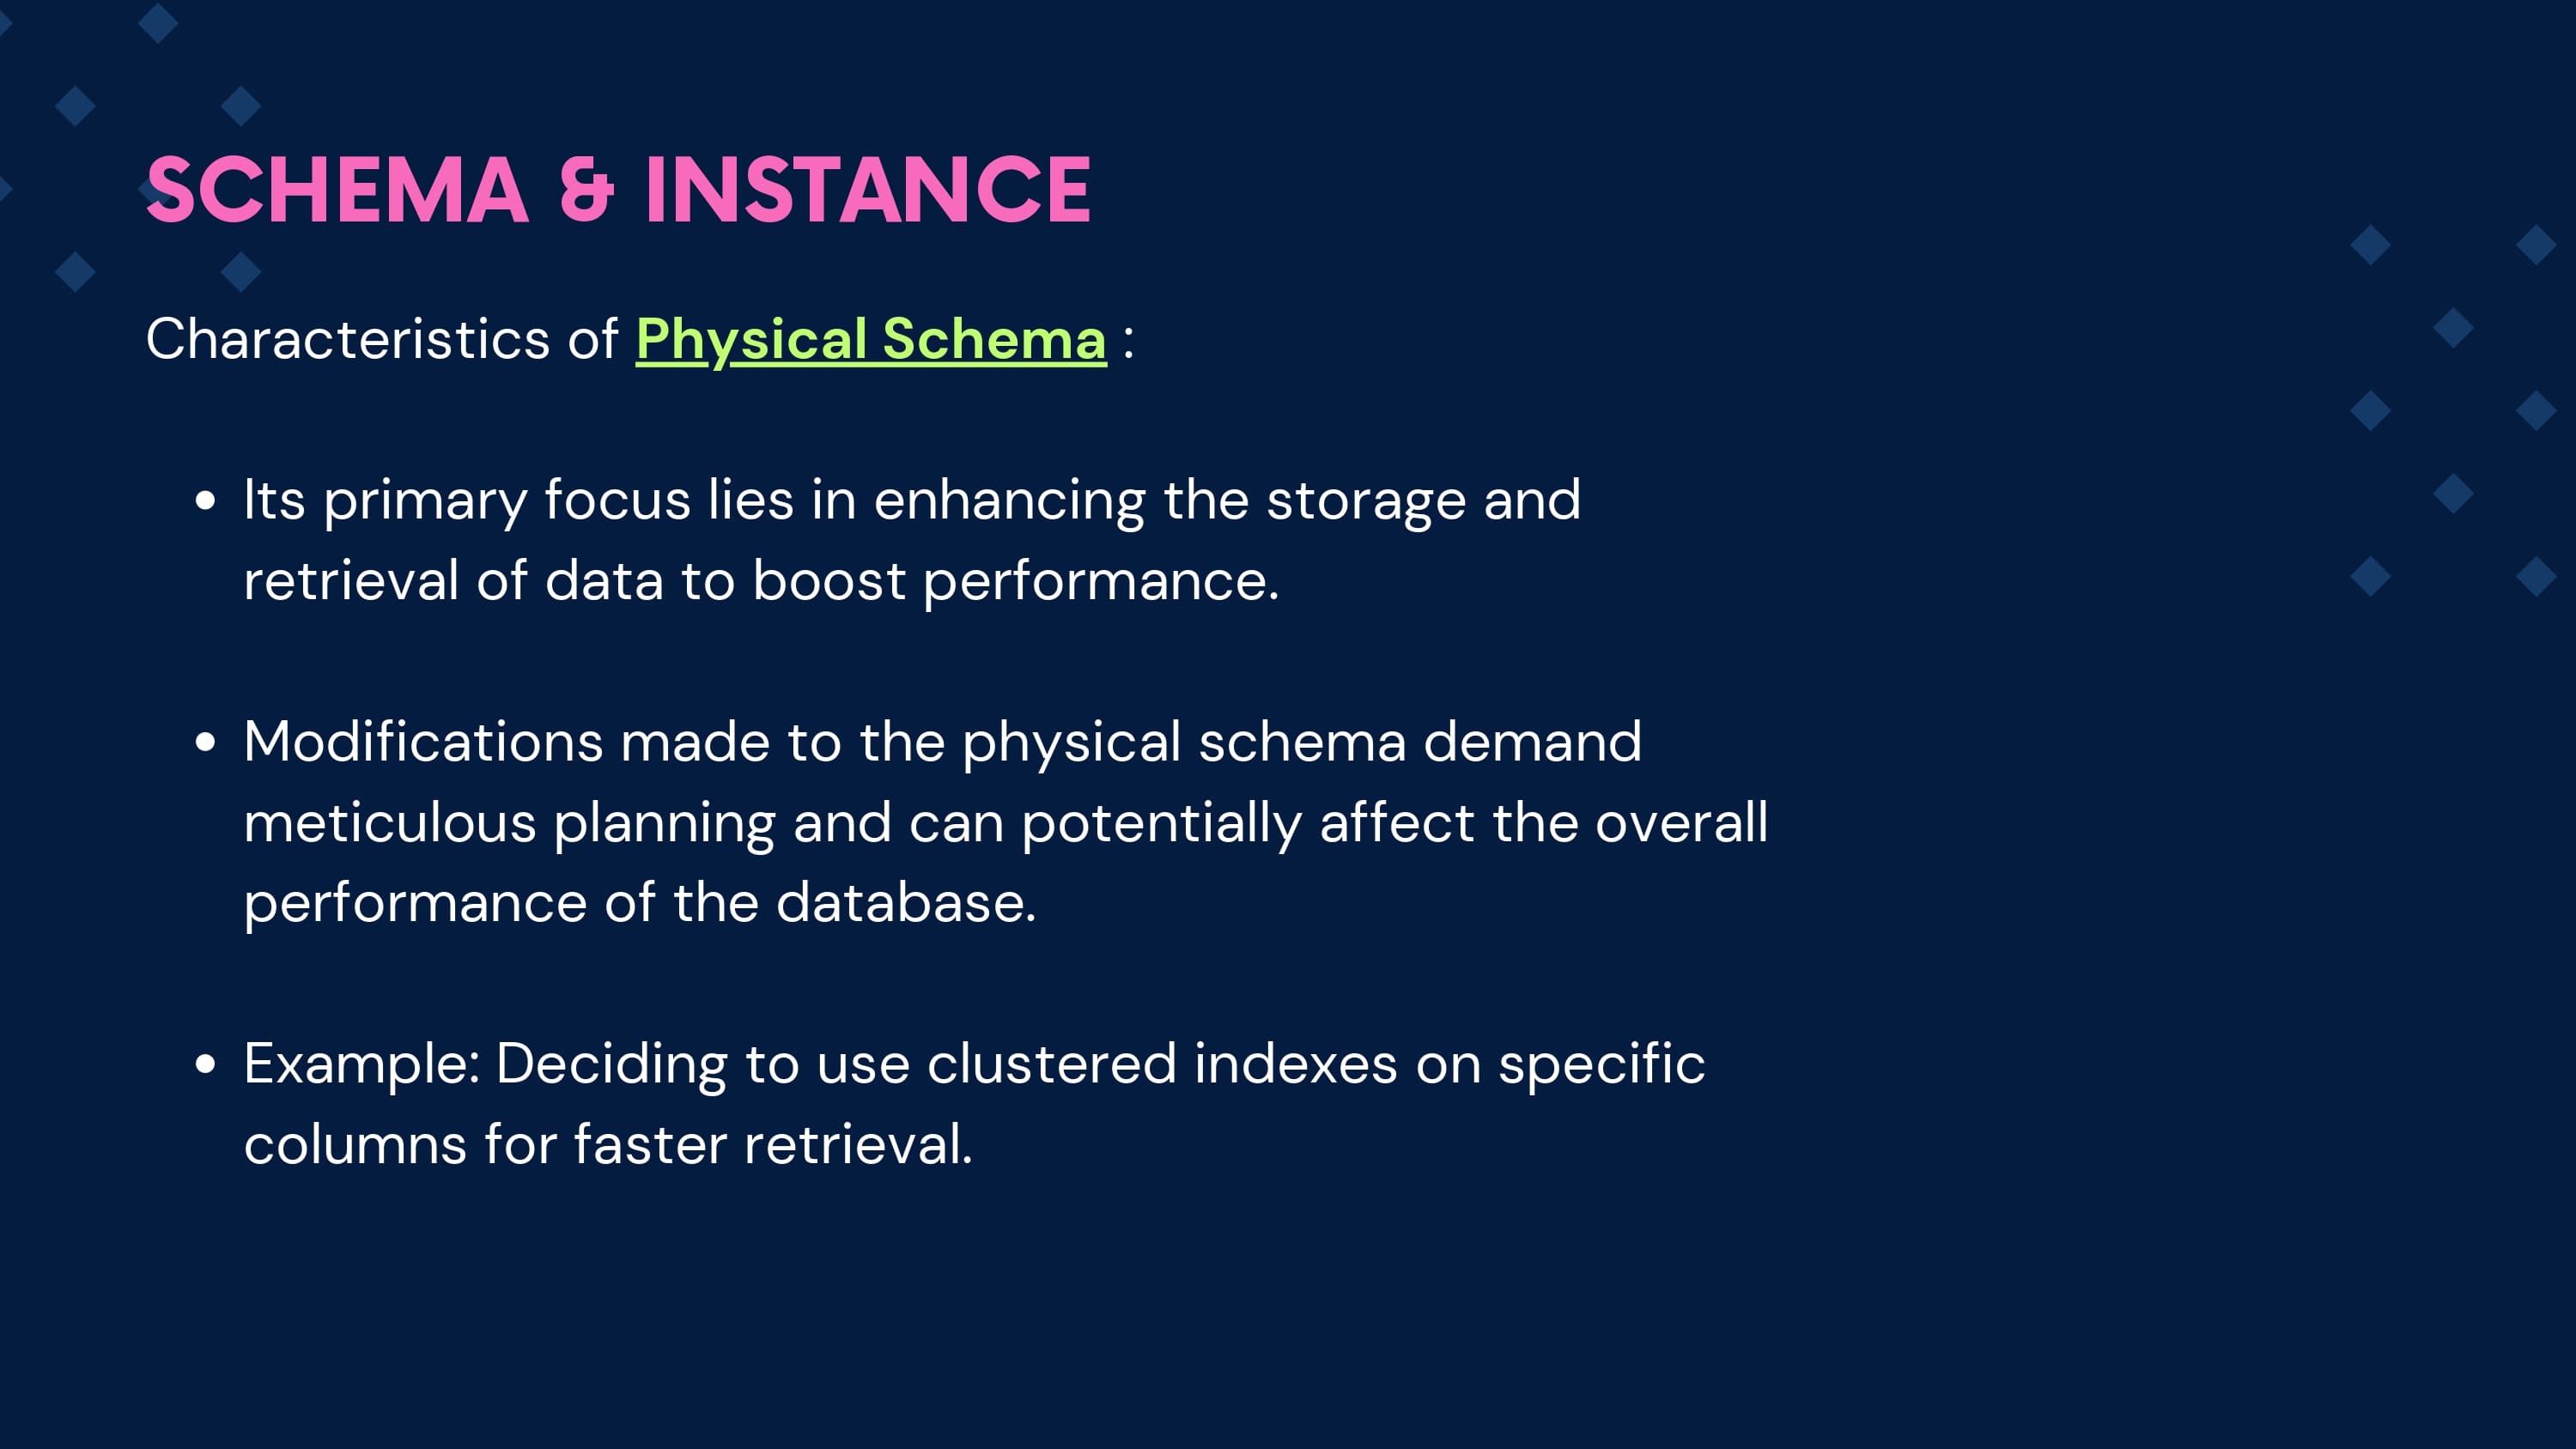 SCHEMA & INSTANCE
Characteristics of Physical Schema :
• Its primary focus lies in enhancing the storage and
retrieval of data to boost performance.
• Modifications made to the physical schema demand
meticulous planning and can potentially affect the overall
performance of the database.
• Example: Deciding to use clustered indexes on specific
columns for faster retrieval.